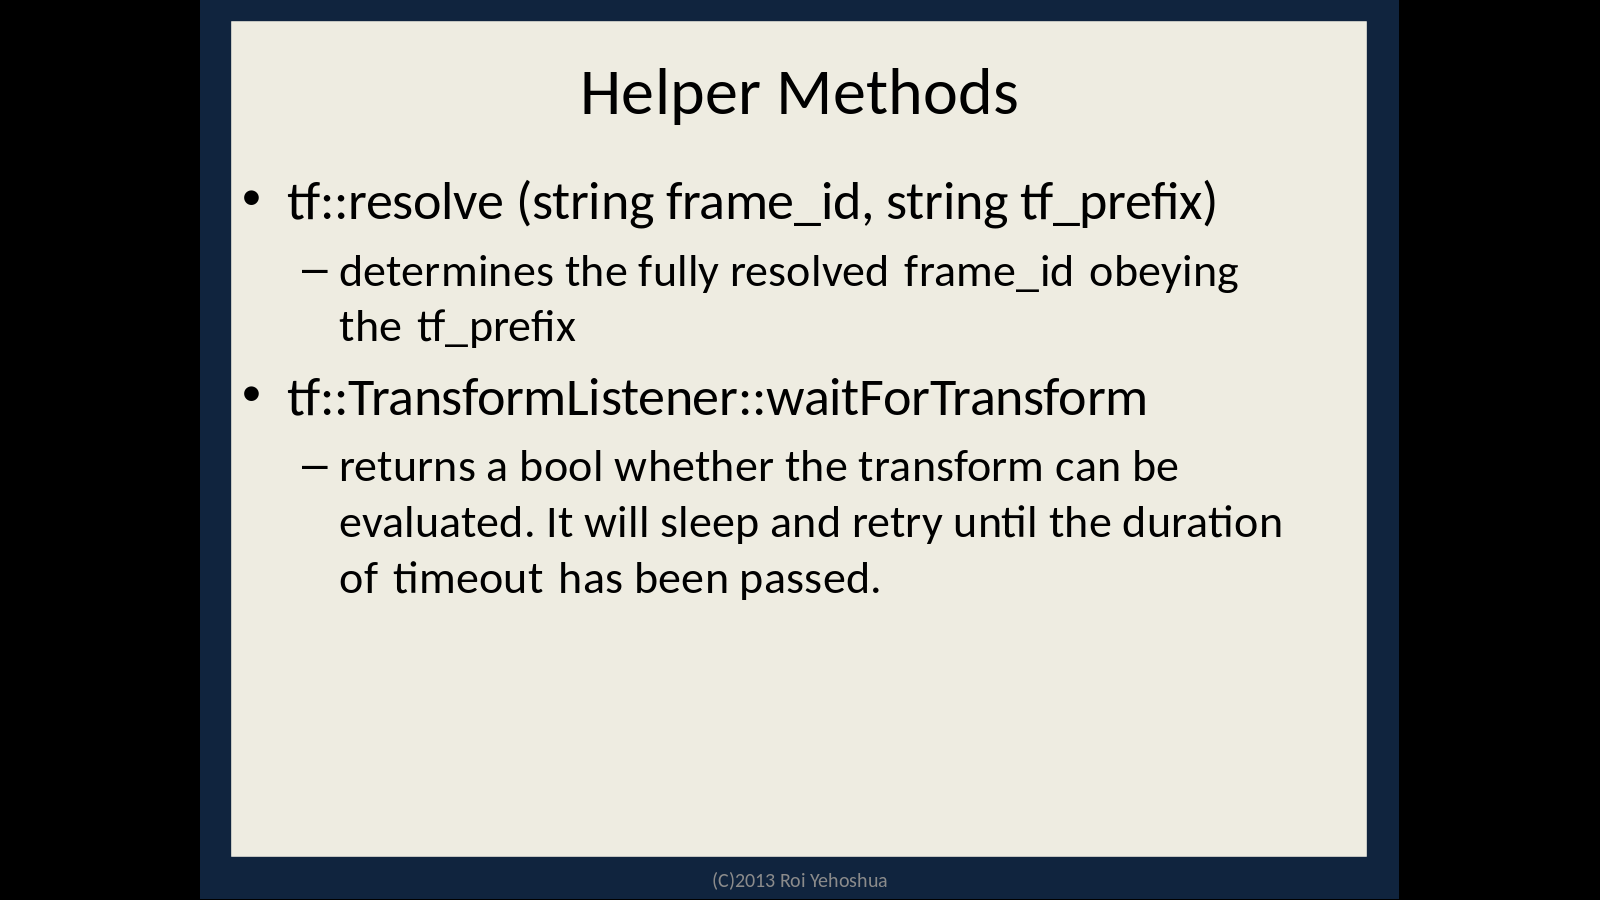 Helper Methods
• tf::resolve (string frame_id, string tf_prefix)
– determines the fully resolved frame_id obeying
the tf_prefix
• tf::TransformListener::waitForTransform
– returns a bool whether the transform can be
evaluated. It will sleep and retry until the duration
of timeout has been passed.
(C)2013 Roi Yehoshua